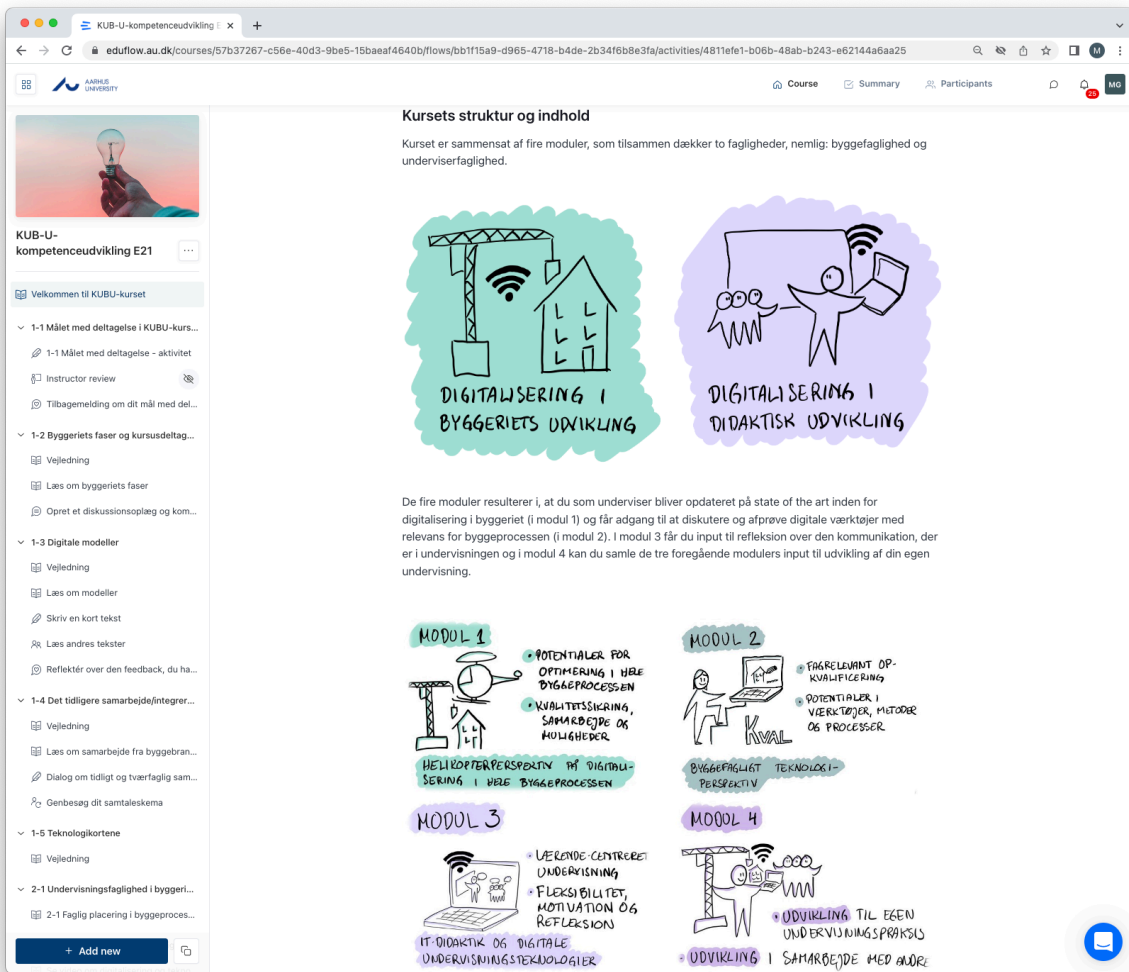 KUB-U-kompetenceudvikling E
eduflow.au.dk/courses/57b37267-c56e-40d3-9be5-15baeaf4640b/flows/bb1f15a9-d965-4718-b4de-2b34f6b8e3fa/activities/4811efe1-b06b-48ab-b243-e62144a6aa25
M
AARHUS
UNIVERSITY
Course
Summary
Participants
25
MG
KUB-U-
kompetenceudvikling E21
Velkommen til KUBU-kurset
1-1 Målet med deltagelse i KUBU-kurs...
1-1 Målet med deltagelse - aktivitet
Instructor review
Tilbagemelding om dit mål med del...
1-2 Byggeriets faser og kursusdeltag...
Vejledning
Læs om byggeriets faser
Opret et diskussionsoplæg og kom...
1-3 Digitale modeller
Vejledning
Læs om modeller
Skriv en kort tekst
Læs andres tekster
Reflektér over den feedback, du ha...
1-4 Det tidligere samarbejde/integrer...
Vejledning
Læs om samarbejde fra byggebran...
Dialog om tidligt og tværfaglig sam...
Genbesøg dit samtaleskema
1-5 Teknologikortene
Vejledning
2-1 Undervisningsfaglighed i byggeri...
2-1 Faglig placering i byggeproces...
+ Add new
Kursets struktur og indhold
Kurset er sammensat af fire moduler, som tilsammen dækker to fagligheder, nemlig: byggefaglighed og
underviserfaglighed.
DIGITALISERING I
BYGGERIETS UDVIKLING
DIGITALISERING I
DIDAKTISK UDVIKLING
De fire moduler resulterer i, at du som underviser bliver opdateret på state of the art inden for
digitalisering i byggeriet (i modul 1) og får adgang til at diskutere og afprøve digitale værktøjer med
relevans for byggeprocessen (i modul 2). I modul 3 får du input til refleksion over den kommunikation, der
er i undervisningen og i modul 4 kan du samle de tre foregående modulers input til udvikling af din egen
undervisning.
MODUL 1
• POTENTIALER FOR
OPTIMERING I HELE
BYGGEPROCESSEN
• KVALITETSSIKRING,
SAMARBEJDE OG
MULIGHEDER
HELIKOPTERPERSPEKTIV PÅ DIGITALI-
SERING I HELE BYGGEPROCESSEN
MODUL 2
• FAGRELEVANT OP-
KVALIFICERING
• POTENTIALER I
VÆRKTØJER, METODER
OG PROCESSER
KVAL
BYGGEFAGLIGT TEKNOLOGI-
PERSPEKTIV
MODUL 3
• LÆRENDE-CENTRERET
UNDERVISNING
• FLEKSIBILITET,
MOTIVATION OG
REFLEKSION
IT-DIDAKTIK OG DIGITALE
UNDERVISNINGSTEKNOLOGIER
MODUL 4
• UDVIKLING TIL EGEN
UNDERVISNINGSPRAKSIS
• UDVIKLING I SAMARBEJDE MED ANDRE